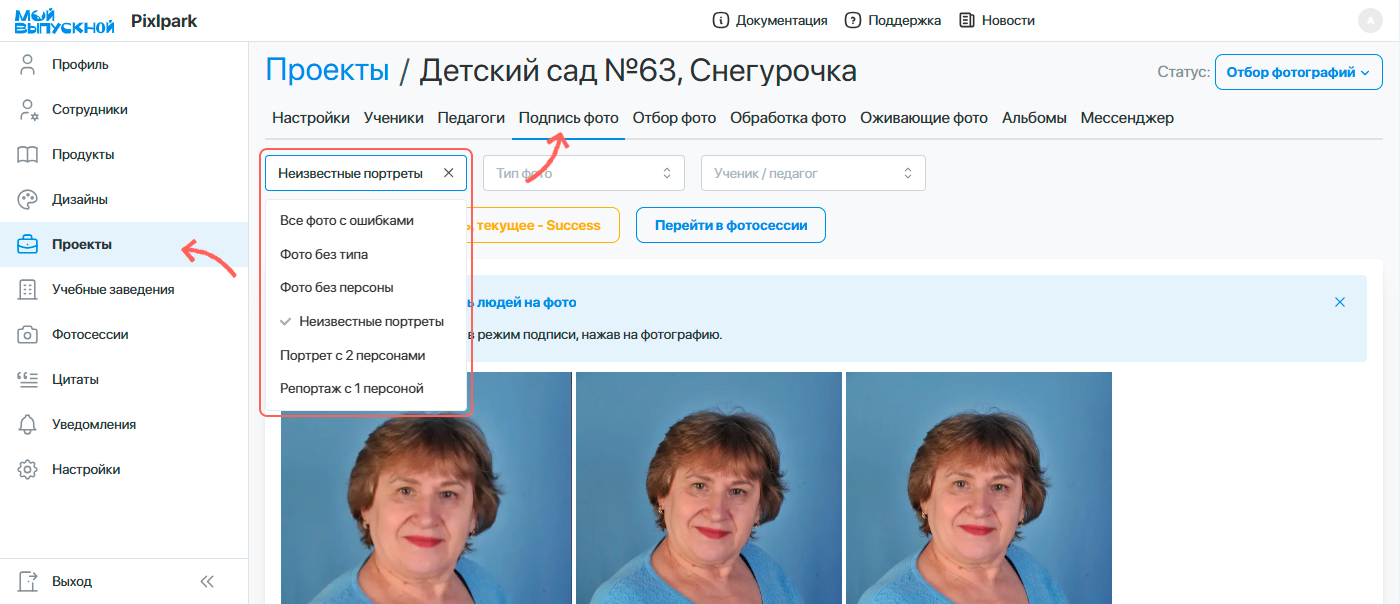 МОЙ ВЫПУСКНОЙ
Pixlpark
Документация
Поддержка
Новости
А
Профиль
Сотрудники
Продукты
Дизайны
Проекты
Учебные заведения
Фотосессии
Цитаты
Уведомления
Настройки
Выход
Проекты / Детский сад №63, Снегурочка
Статус: Отбор фотографий
Настройки Ученики Педагоги Подпись фото Отбор фото Обработка фото Оживающие фото Альбомы Мессенджер
Неизвестные портреты
Тип фото
Ученик / педагог
Все фото с ошибками
Фото без типа
Фото без персоны
Неизвестные портреты
Портрет с 2 персонами
Репортаж с 1 персоной
текущее - Success
Перейти в фотосессии
людей на фото
в режим подписи, нажав на фотографию.